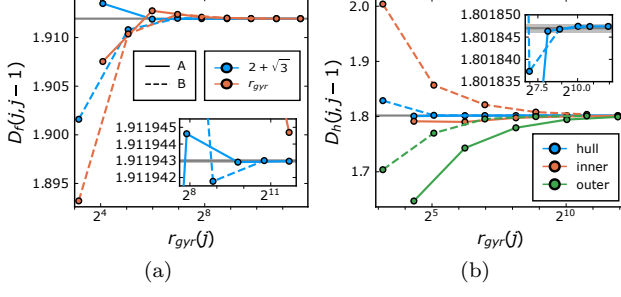 1.910
1.905
1.900
1.895
D_f(j, j − 1)
A
B
2 + √3
r_gyr
1.911945
1.911944
1.911943
1.911942
2^8
2^11
2^4
2^8
r_gyr(j)
(a)
2.0
1.9
1.8
1.7
D_h(j, j − 1)
1.801850
1.801845
1.801840
1.801835
2^7.5
2^10.0
hull
inner
outer
2^5
2^10
r_gyr(j)
(b)